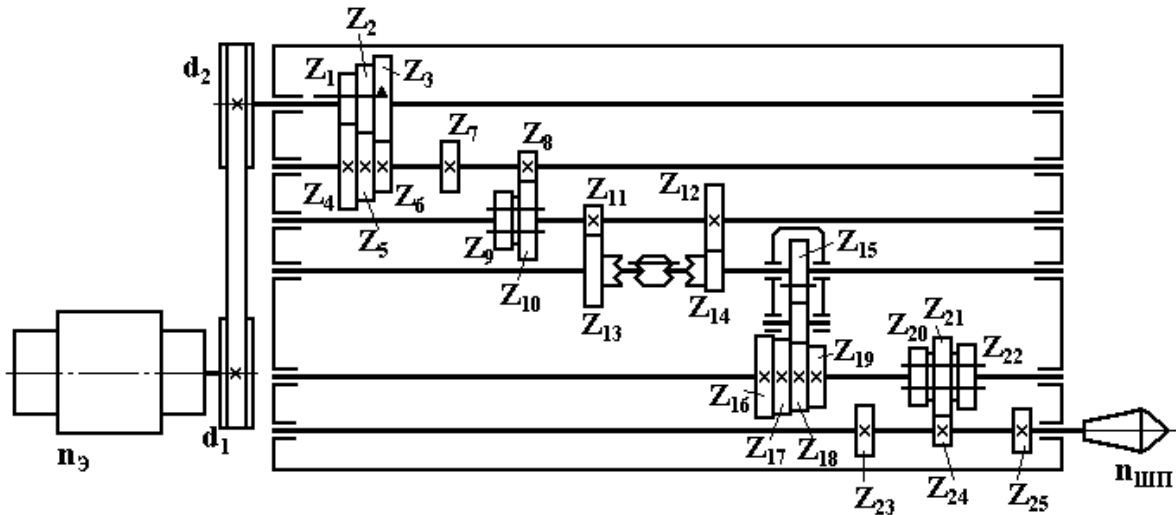 Z₂
d₂
Z₁
Z₃
Z₇
Z₈
Z₄
Z₆
Z₁₁
Z₁₂
Z₅
Z₉
Z₁₅
Z₁₀
Z₁₃
Z₁₄
Z₂₁
Z₂₀
Z₁₉
Z₂₂
Z₁₆
d₁
Z₁₇
Z₁₈
nЭ
nШП
Z₂₃
Z₂₄
Z₂₅